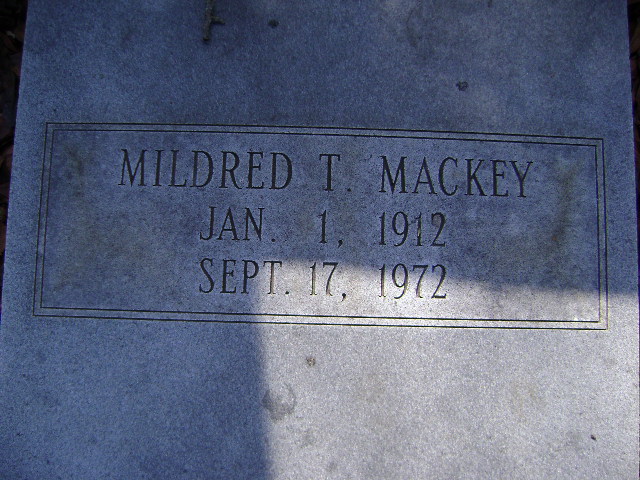 MILDRED T. MACKEY
JAN. 1, 1912
SEPT. 17, 1972